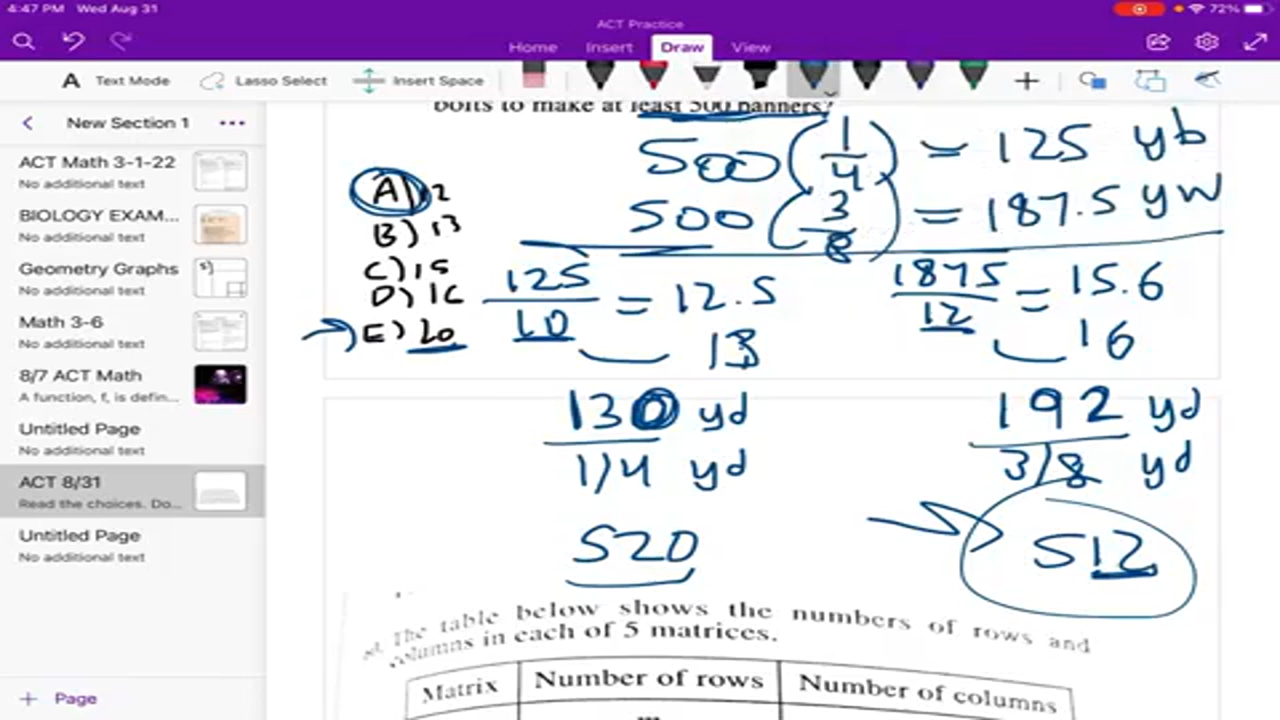 4:47 PM Wed Aug 31
72%
ACT Practice
Home Insert Draw View
A Text Mode Lasso Select Insert Space
New Section 1
ACT Math 3-1-22
No additional text
BIOLOGY EXAM...
No additional text
Geometry Graphs
No additional text
Math 3-6
No additional text
8/7 ACT Math
A function, f, is defin...
Untitled Page
No additional text
ACT 8/31
Read the choices. Do...
Untitled Page
No additional text
+ Page
bolts to make at least 500 banners?
500(1/4) = 125 yb
500(3/8) = 187.5 yw
A) 12
B) 13
C) 15
D) 16
E) 20
125/10 = 12.5
13
1875/12 = 15.6
16
130 yd
1/4 yd
520
192 yd
3/8 yd
512
The table below shows the numbers of rows and
columns in each of 5 matrices.
Matrix Number of rows Number of columns
m